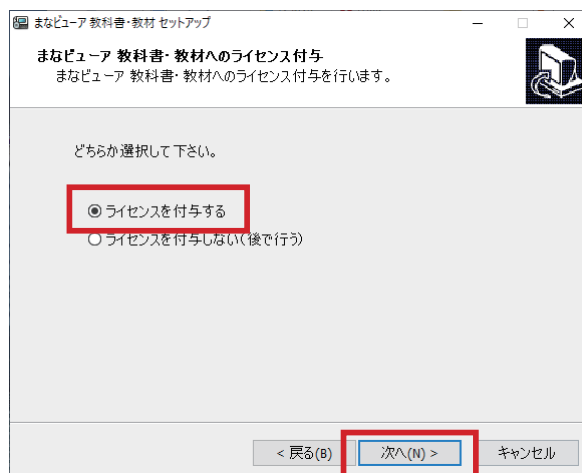 まなビューア 教科書・教材 セットアップ
まなビューア 教科書・教材へのライセンス付与
まなビューア 教科書・教材へのライセンス付与を行います。
どちらか選択して下さい。
ライセンスを付与する
ライセンスを付与しない(後で行う)
< 戻る(B)
次へ(N) >
キャンセル